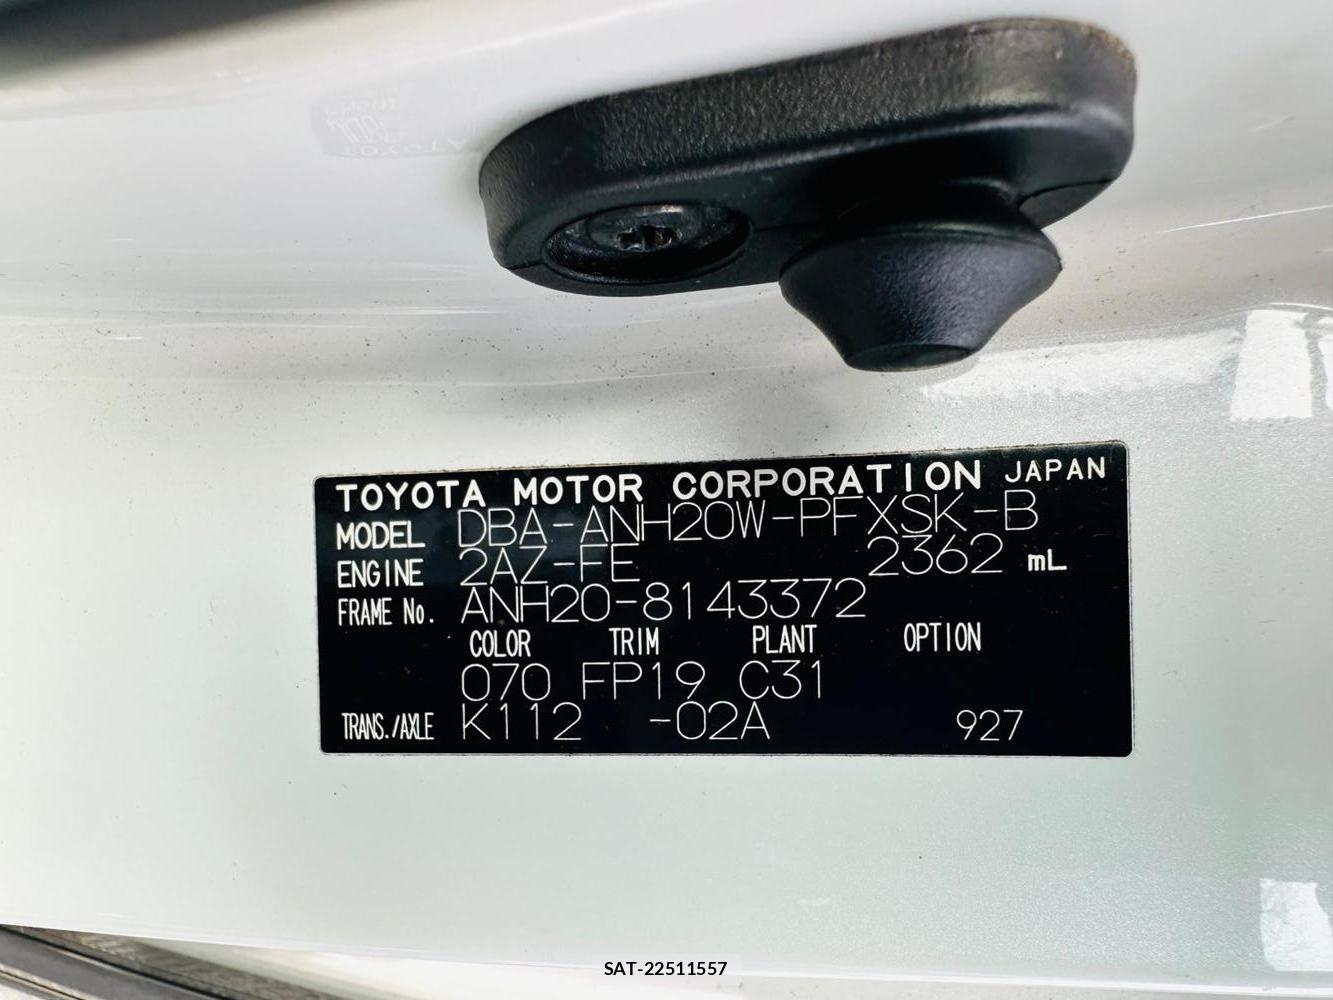 TOYOTA MOTOR CORPORATION JAPAN
MODEL DBA-ANH20W-PFXSK-B
ENGINE 2AZ-FE 2362 mL
FRAME No. ANH20-8143372
COLOR TRIM PLANT OPTION
070 FP19 C31
TRANS./AXLE K112 -02A 927
SAT-22511557